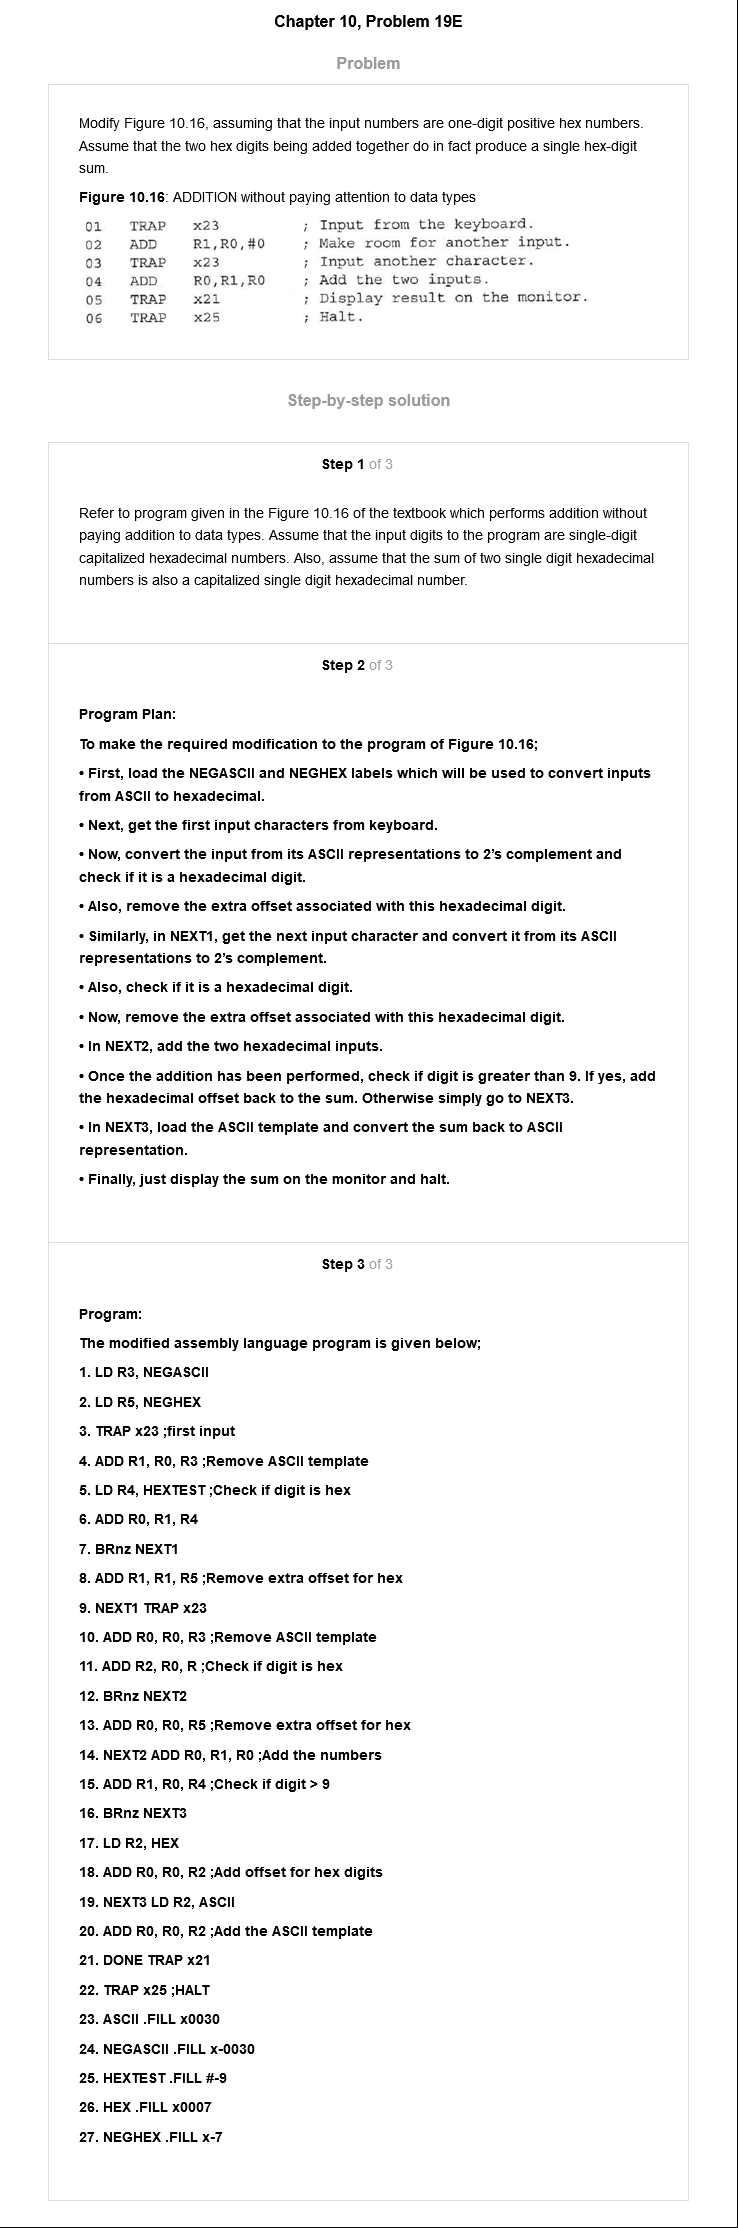 Chapter 10, Problem 19E
Problem
Modify Figure 10.16, assuming that the input numbers are one-digit positive hex numbers.
Assume that the two hex digits being added together do in fact produce a single hex-digit
sum.
Figure 10.16: ADDITION without paying attention to data types
01 TRAP x23 ; Input from the keyboard.
02 ADD R1,R0,#0 ; Make room for another input.
03 TRAP x23 ; Input another character.
04 ADD R0,R1,R0 ; Add the two inputs.
05 TRAP x21 ; Display result on the monitor.
06 TRAP x25 ; Halt.
Step-by-step solution
Step 1 of 3
Refer to program given in the Figure 10.16 of the textbook which performs addition without
paying addition to data types. Assume that the input digits to the program are single-digit
capitalized hexadecimal numbers. Also, assume that the sum of two single digit hexadecimal
numbers is also a capitalized single digit hexadecimal number.
Step 2 of 3
Program Plan:
To make the required modification to the program of Figure 10.16;
• First, load the NEGASCII and NEGHEX labels which will be used to convert inputs
from ASCII to hexadecimal.
• Next, get the first input characters from keyboard.
• Now, convert the input from its ASCII representations to 2’s complement and
check if it is a hexadecimal digit.
• Also, remove the extra offset associated with this hexadecimal digit.
• Similarly, in NEXT1, get the next input character and convert it from its ASCII
representations to 2’s complement.
• Also, check if it is a hexadecimal digit.
• Now, remove the extra offset associated with this hexadecimal digit.
• In NEXT2, add the two hexadecimal inputs.
• Once the addition has been performed, check if digit is greater than 9. If yes, add
the hexadecimal offset back to the sum. Otherwise simply go to NEXT3.
• In NEXT3, load the ASCII template and convert the sum back to ASCII
representation.
• Finally, just display the sum on the monitor and halt.
Step 3 of 3
Program:
The modified assembly language program is given below;
1. LD R3, NEGASCII
2. LD R5, NEGHEX
3. TRAP x23 ;first input
4. ADD R1, R0, R3 ;Remove ASCII template
5. LD R4, HEXTEST ;Check if digit is hex
6. ADD R0, R1, R4
7. BRnz NEXT1
8. ADD R1, R1, R5 ;Remove extra offset for hex
9. NEXT1 TRAP x23
10. ADD R0, R0, R3 ;Remove ASCII template
11. ADD R2, R0, R ;Check if digit is hex
12. BRnz NEXT2
13. ADD R0, R0, R5 ;Remove extra offset for hex
14. NEXT2 ADD R0, R1, R0 ;Add the numbers
15. ADD R1, R0, R4 ;Check if digit > 9
16. BRnz NEXT3
17. LD R2, HEX
18. ADD R0, R0, R2 ;Add offset for hex digits
19. NEXT3 LD R2, ASCII
20. ADD R0, R0, R2 ;Add the ASCII template
21. DONE TRAP x21
22. TRAP x25 ;HALT
23. ASCII .FILL x0030
24. NEGASCII .FILL x-0030
25. HEXTEST .FILL #-9
26. HEX .FILL x0007
27. NEGHEX .FILL x-7